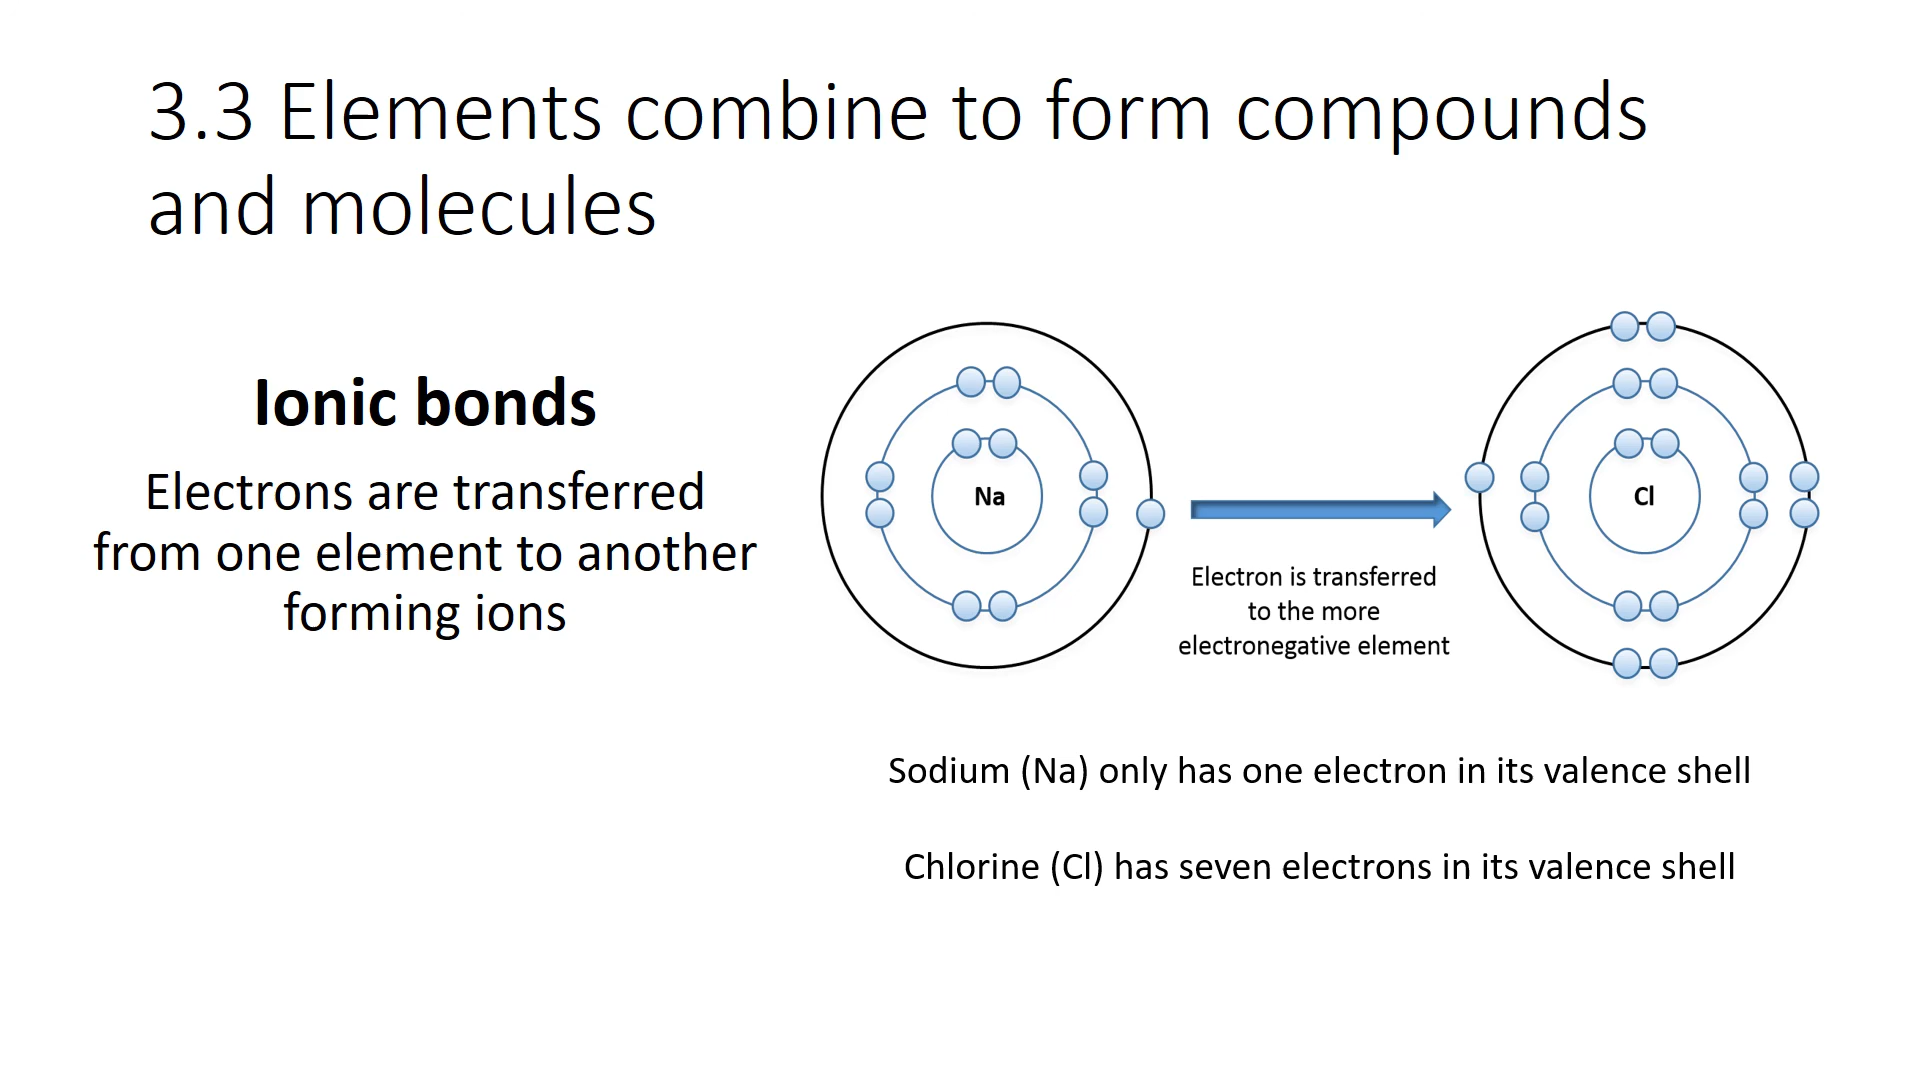 3.3 Elements combine to form compounds
and molecules
Ionic bonds
Electrons are transferred
from one element to another
forming ions
Na
Cl
Electron is transferred
to the more
electronegative element
Sodium (Na) only has one electron in its valence shell
Chlorine (Cl) has seven electrons in its valence shell